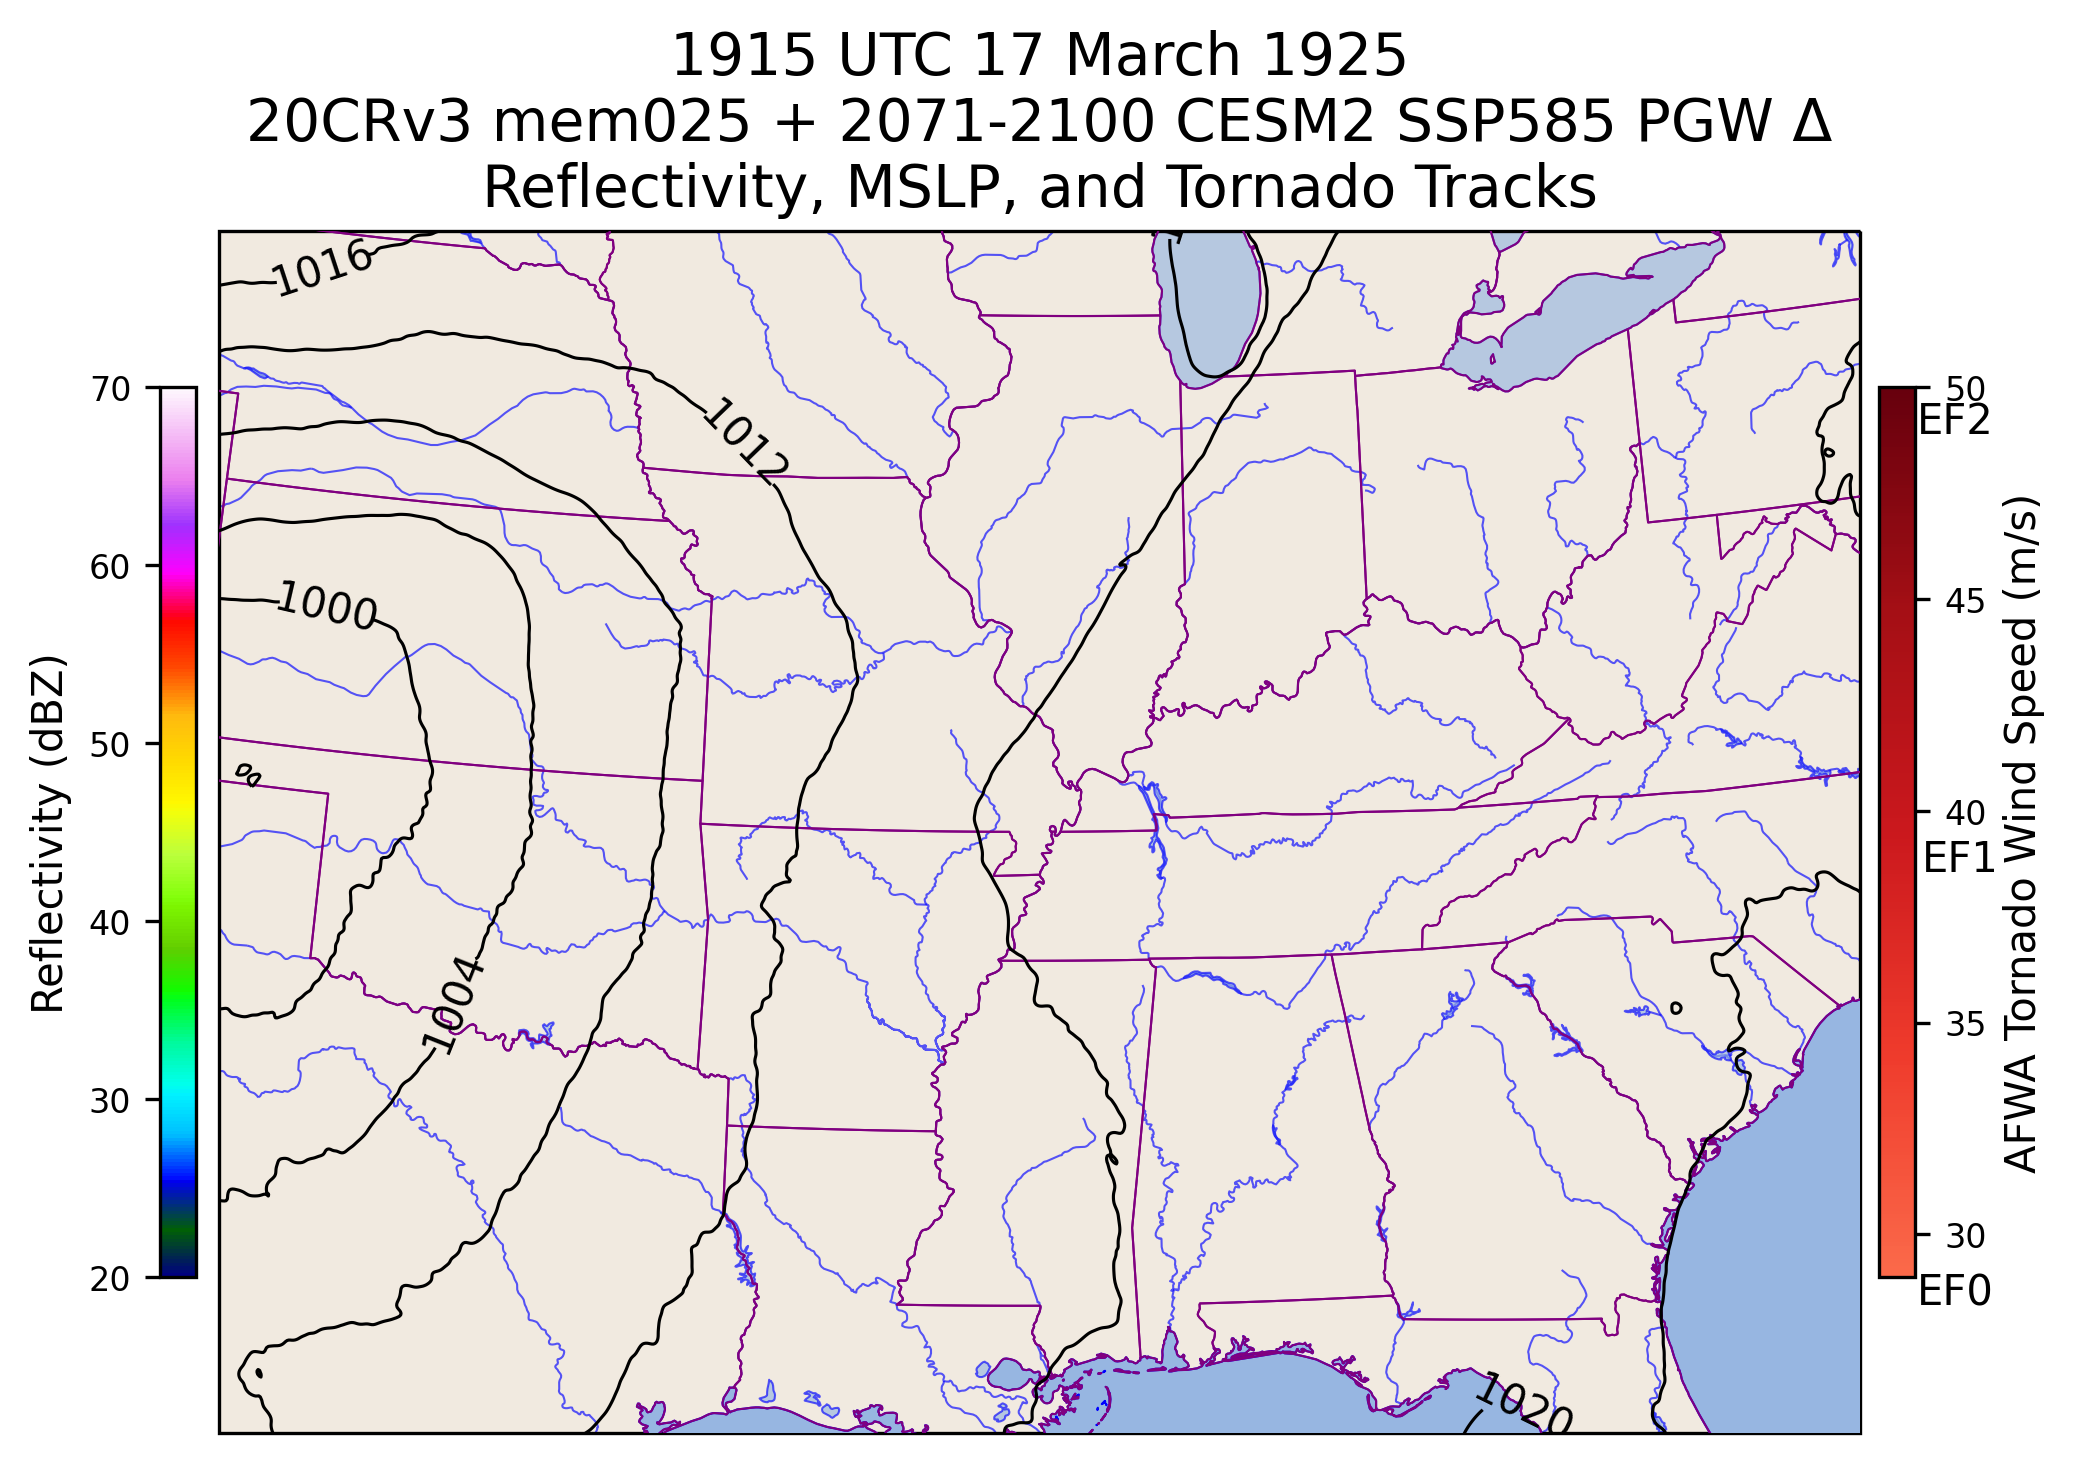 1915 UTC 17 March 1925
20CRv3 mem025 + 2071-2100 CESM2 SSP585 PGW Δ
Reflectivity, MSLP, and Tornado Tracks
1016
1012
1000
1004
1020
70
60
50
40
30
20
Reflectivity (dBZ)
50
EF2
45
40
EF1
35
30
EF0
AFWA Tornado Wind Speed (m/s)